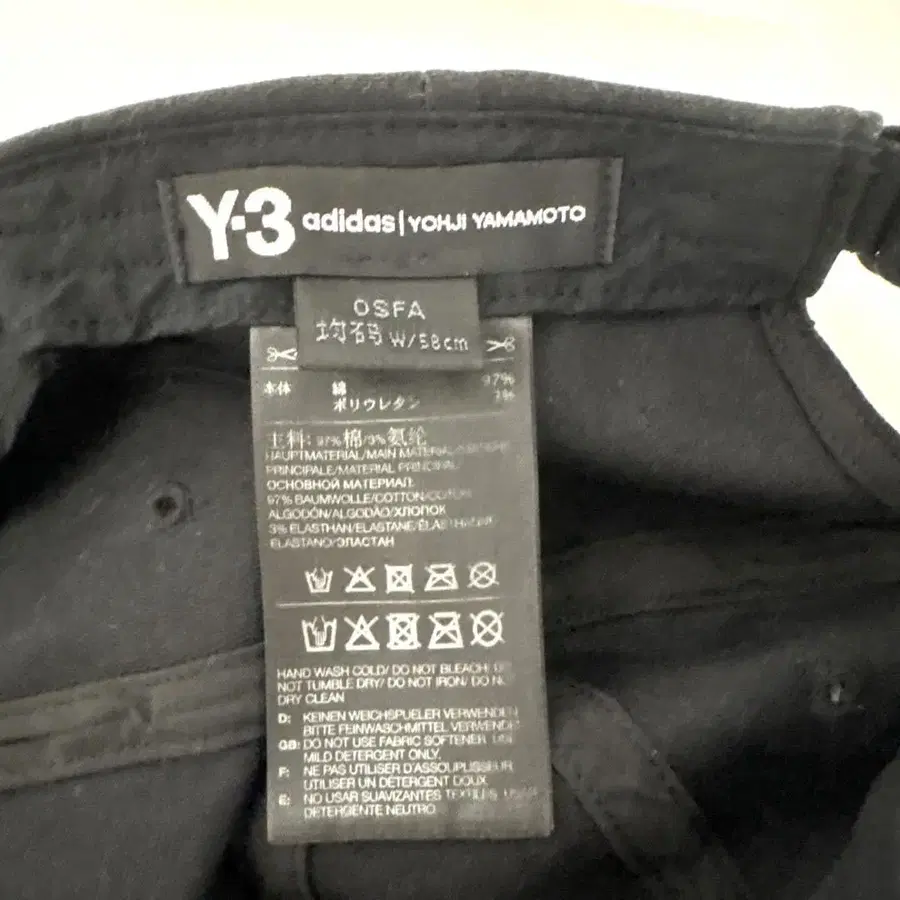 Y-3 adidas | YOHJI YAMAMOTO
OSFA
均码 W/58cm
本体 綿 97%
ポリウレタン 3%
主料: 97%棉/3%氨纶
HAUPTMATERIAL/MAIN MATERIAL/
PRINCIPALE/MATERIAL PRINCIPAL/
ОСНОВНОЙ МАТЕРИАЛ:
97% BAUMWOLLE/COTTON/COTON/
ALGODÓN/ALGODÃO/ХЛОПОК
3% ELASTHAN/ELASTANE/ÉLASTHANNE/
ELASTANO/ЭЛАСТАН
HAND WASH COLD/ DO NOT BLEACH/ DO
NOT TUMBLE DRY/ DO NOT IRON/ DO NOT
DRY CLEAN
D: KEINEN WEICHSPUELER VERWENDEN
BITTE FEINWASCHMITTEL VERWENDEN
GB: DO NOT USE FABRIC SOFTENER USE
MILD DETERGENT ONLY.
F: NE PAS UTILISER D'ASSOUPLISSEUR
UTILISER UN DÉTERGENT DOUX.
E: NO USAR SUAVIZANTES TEXTILES, USAR
DETERGENTE NEUTRO